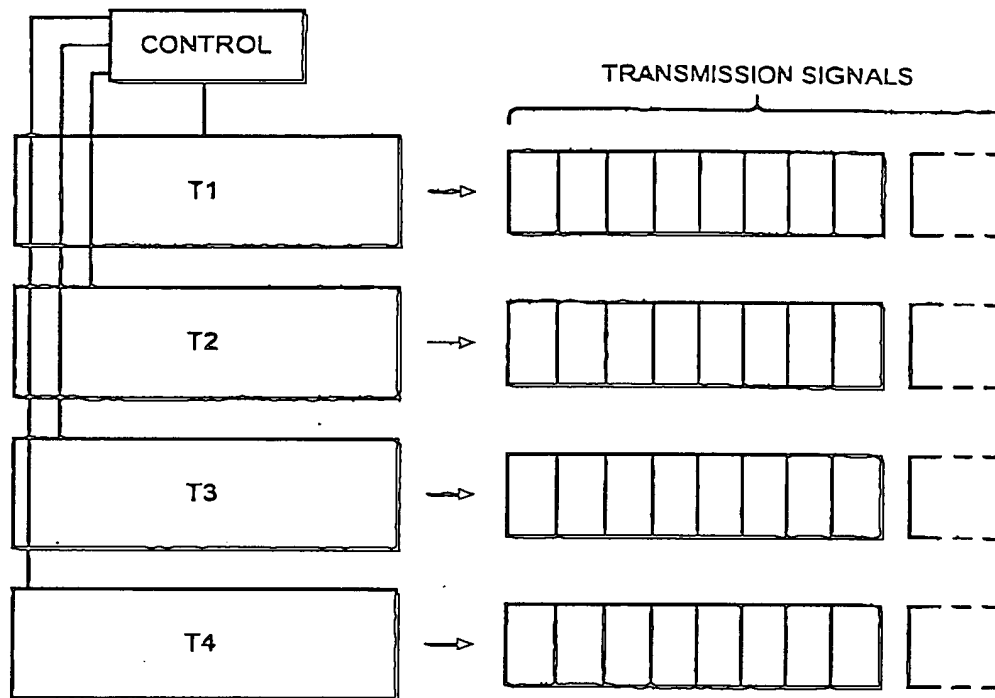 CONTROL
TRANSMISSION SIGNALS
T1
T2
T3
T4